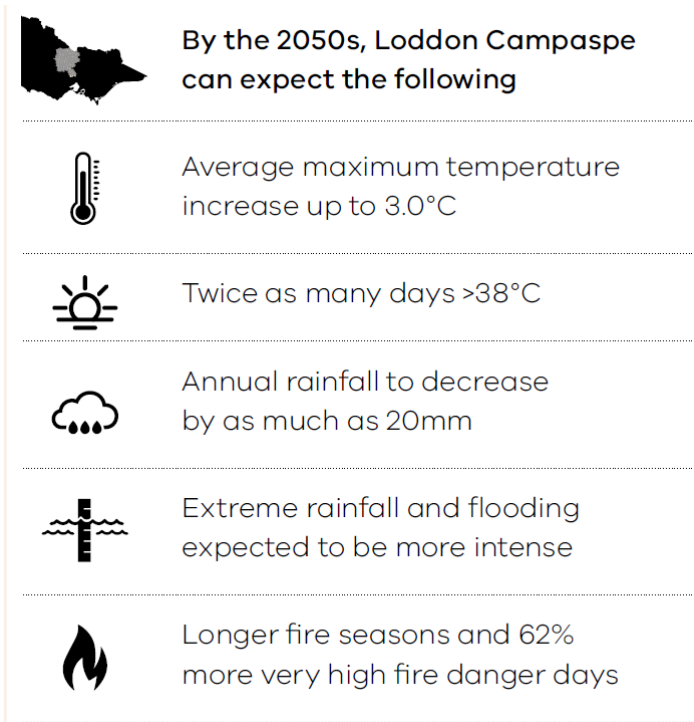 By the 2050s, Loddon Campaspe
can expect the following
Average maximum temperature
increase up to 3.0°C
Twice as many days >38°C
Annual rainfall to decrease
by as much as 20mm
Extreme rainfall and flooding
expected to be more intense
Longer fire seasons and 62%
more very high fire danger days